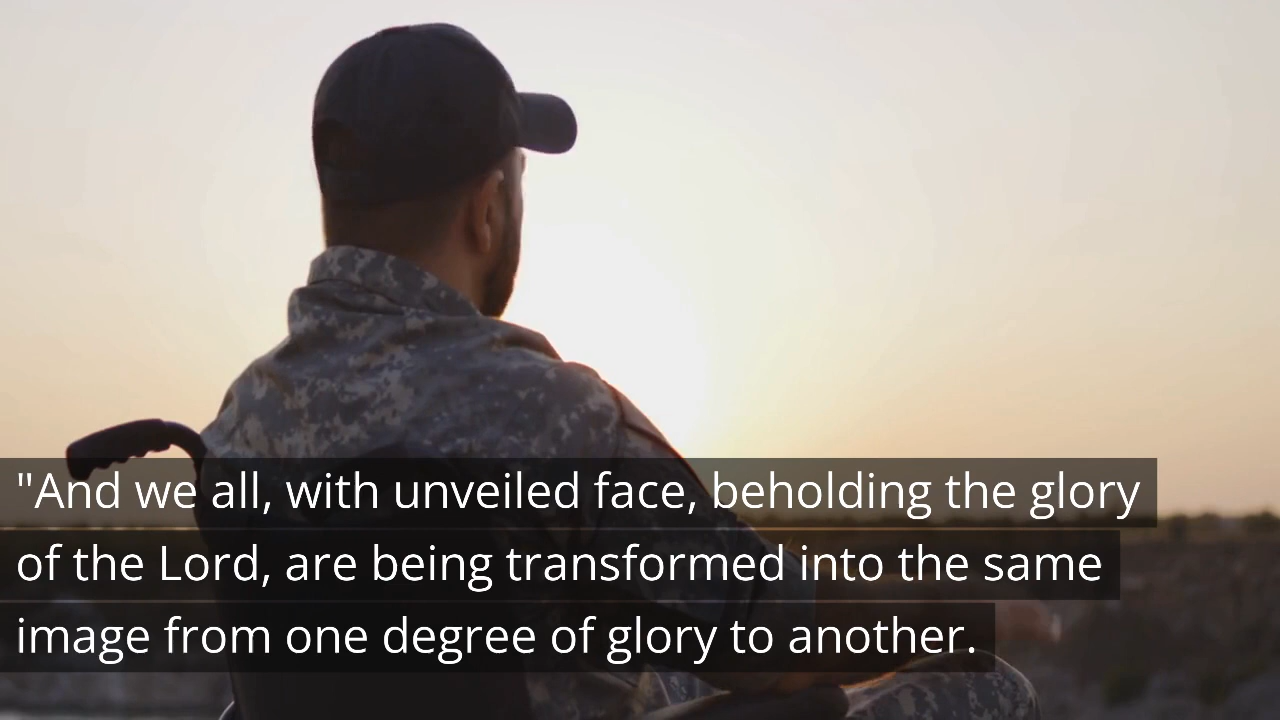 "And we all, with unveiled face, beholding the glory
of the Lord, are being transformed into the same
image from one degree of glory to another.